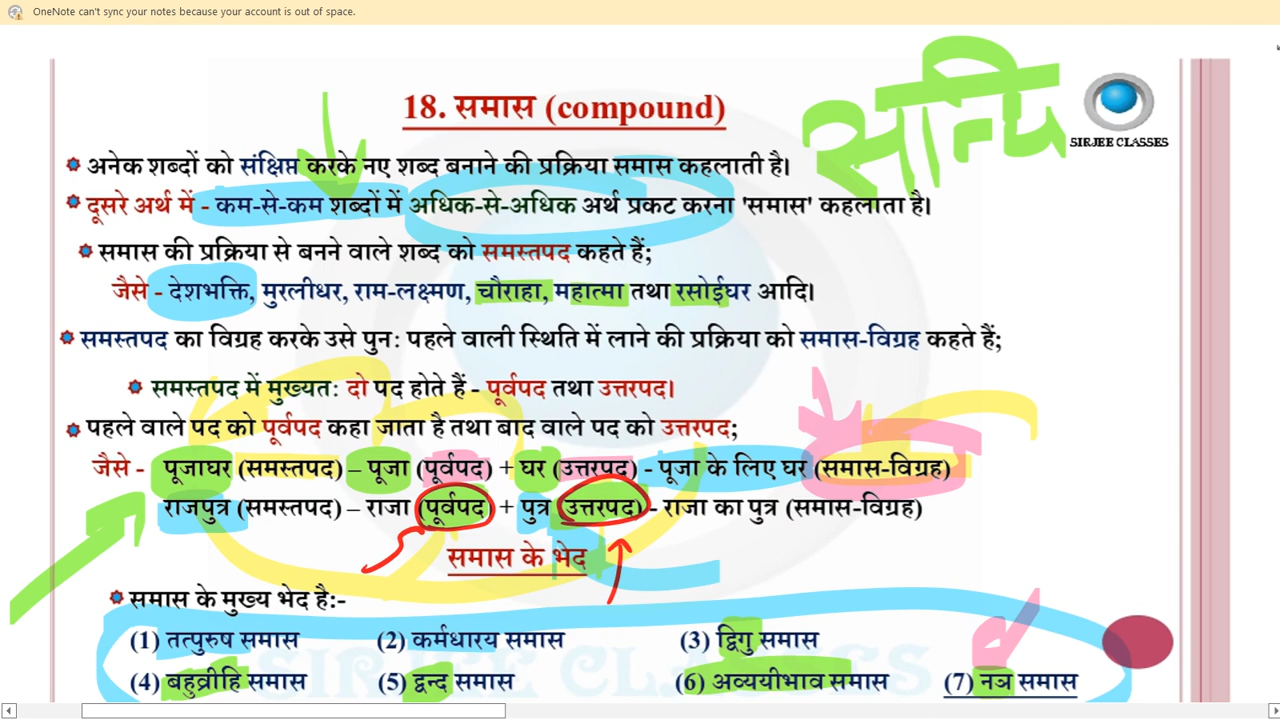 OneNote can't sync your notes because your account is out of space.
सन्धि
18. समास (compound)
SIRJEE CLASSES
अनेक शब्दों को संक्षिप्त करके नए शब्द बनाने की प्रक्रिया समास कहलाती है।
दूसरे अर्थ में - कम-से-कम शब्दों में अधिक-से-अधिक अर्थ प्रकट करना 'समास' कहलाता है।
समास की प्रक्रिया से बनने वाले शब्द को समस्तपद कहते हैं;
जैसे - देशभक्ति, मुरलीधर, राम-लक्ष्मण, चौराहा, महात्मा तथा रसोईघर आदि।
समस्तपद का विग्रह करके उसे पुनः पहले वाली स्थिति में लाने की प्रक्रिया को समास-विग्रह कहते हैं;
समस्तपद में मुख्यतः दो पद होते हैं - पूर्वपद तथा उत्तरपद।
पहले वाले पद को पूर्वपद कहा जाता है तथा बाद वाले पद को उत्तरपद;
जैसे - पूजाघर (समस्तपद) – पूजा (पूर्वपद) + घर (उत्तरपद) - पूजा के लिए घर (समास-विग्रह)
राजपुत्र (समस्तपद) – राजा (पूर्वपद) + पुत्र (उत्तरपद) - राजा का पुत्र (समास-विग्रह)
समास के भेद
समास के मुख्य भेद है:-
(1) तत्पुरुष समास (2) कर्मधारय समास (3) द्विगु समास
(4) बहुव्रीहि समास (5) द्वन्द समास (6) अव्ययीभाव समास (7) नञ समास
SIRJEE CLASSES